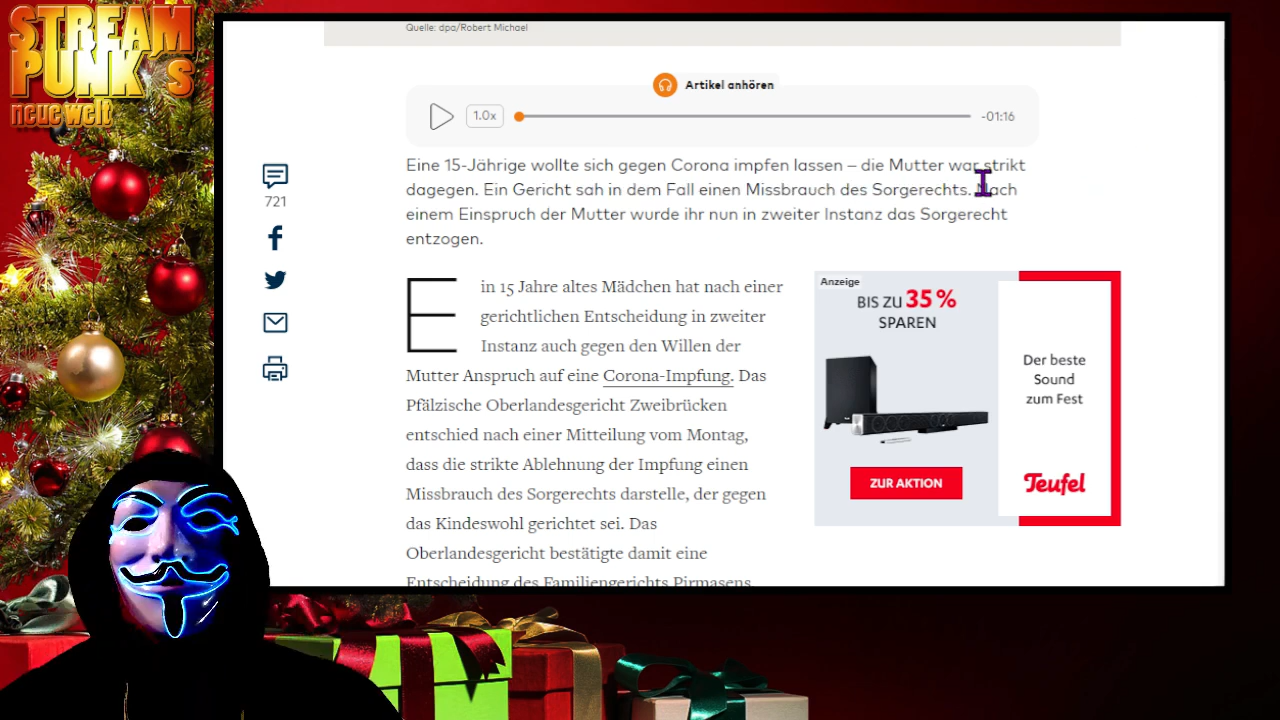 STREAM
PUNK´s
neue welt
Quelle: dpa/Robert Michael
Artikel anhören
1.0x
-01:16
721
Eine 15-Jährige wollte sich gegen Corona impfen lassen – die Mutter war strikt
dagegen. Ein Gericht sah in dem Fall einen Missbrauch des Sorgerechts. Nach
einem Einspruch der Mutter wurde ihr nun in zweiter Instanz das Sorgerecht
entzogen.
Ein 15 Jahre altes Mädchen hat nach einer
gerichtlichen Entscheidung in zweiter
Instanz auch gegen den Willen der
Mutter Anspruch auf eine Corona-Impfung. Das
Pfälzische Oberlandesgericht Zweibrücken
entschied nach einer Mitteilung vom Montag,
dass die strikte Ablehnung der Impfung einen
Missbrauch des Sorgerechts darstelle, der gegen
das Kindeswohl gerichtet sei. Das
Oberlandesgericht bestätigte damit eine
Entscheidung des Familiengerichts Pirmasens
Anzeige
BIS ZU 35 %
SPAREN
ZUR AKTION
Der beste
Sound
zum Fest
Teufel